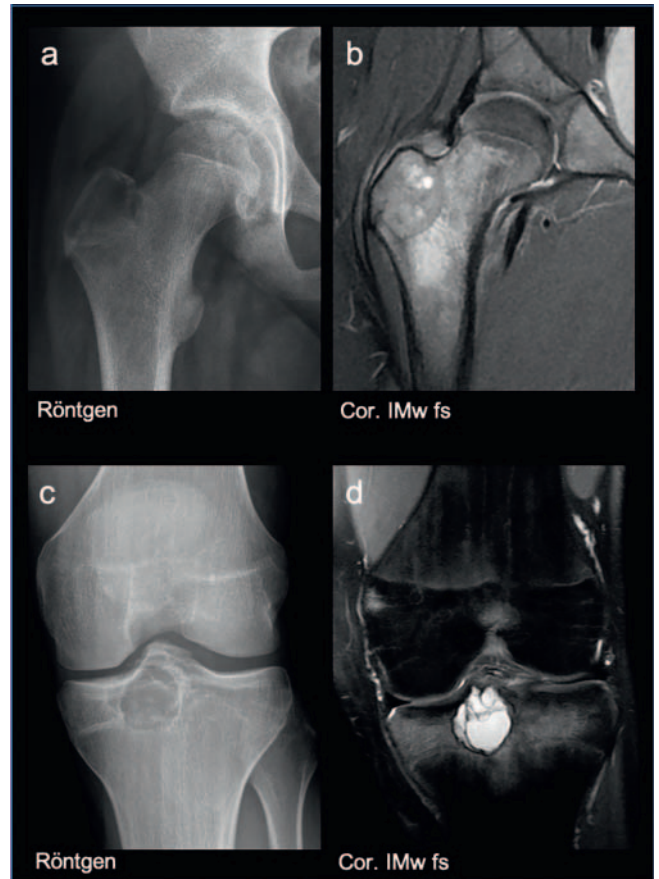 a
b
Röntgen
Cor. IMw fs
c
d
Röntgen
Cor. IMw fs